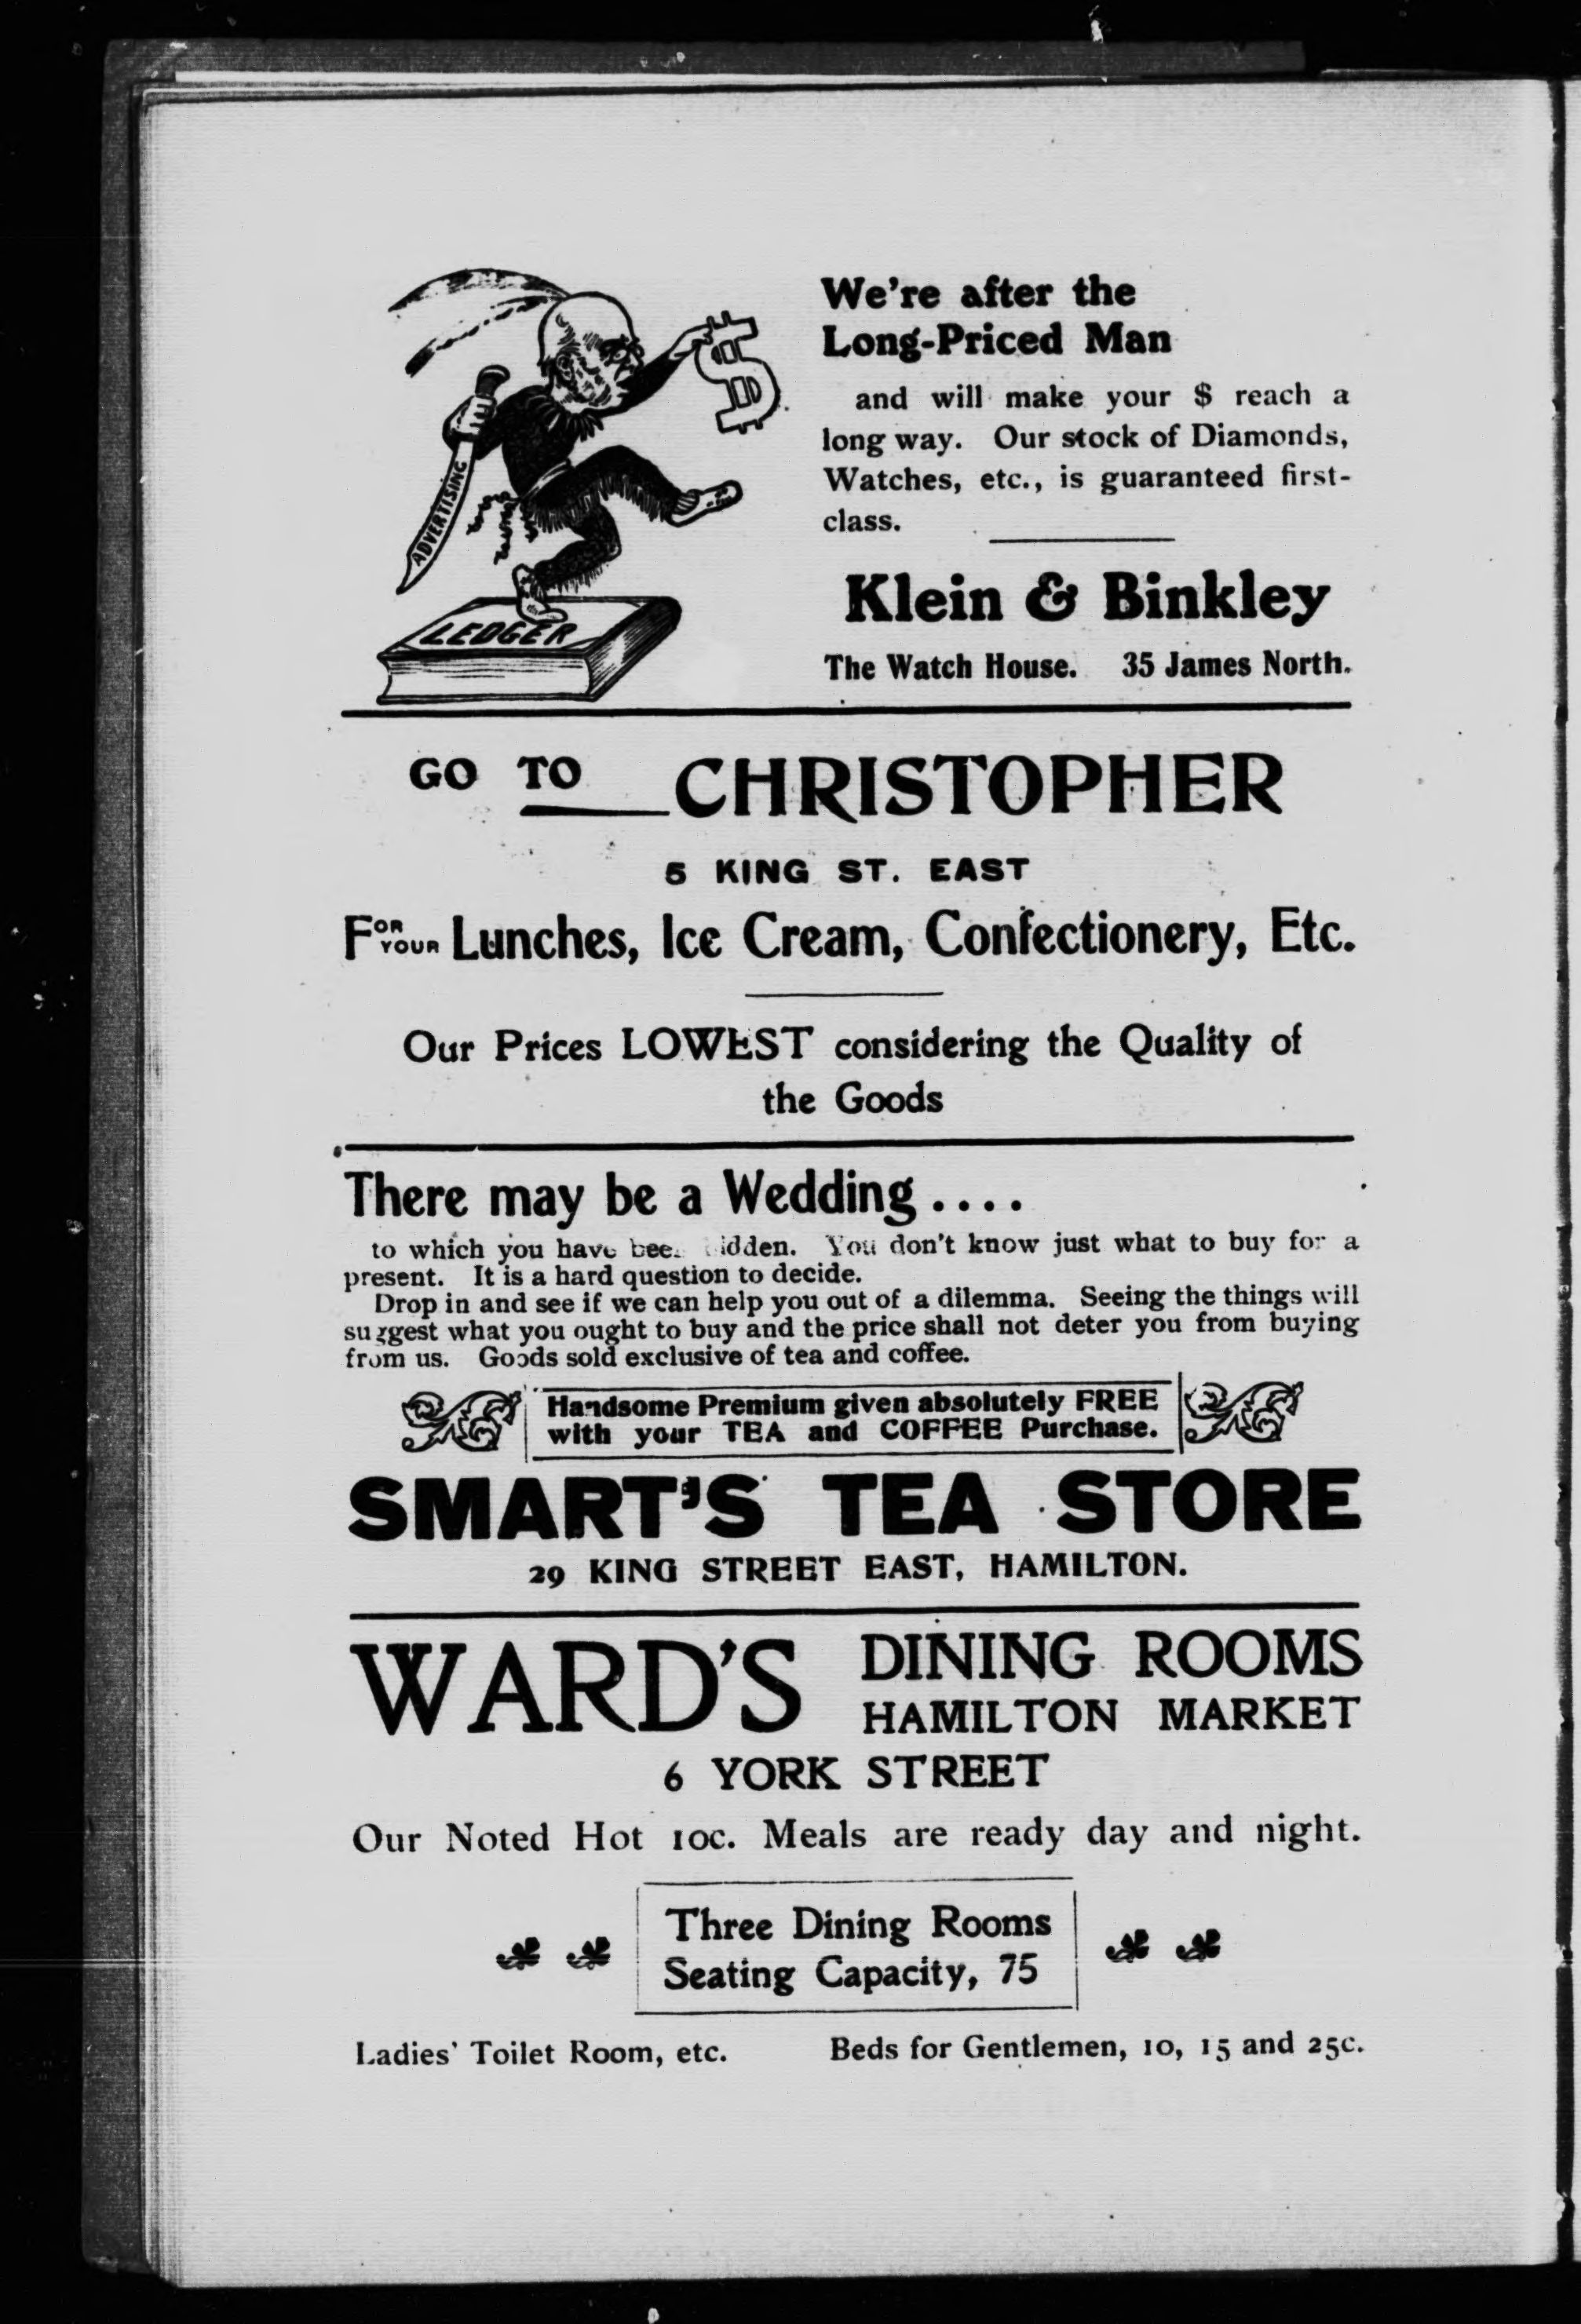 We're after the
Long-Priced Man
and will make your $ reach a
long way. Our stock of Diamonds,
Watches, etc., is guaranteed first-
class.
$
ADVERTISING
LEDGER
Klein & Binkley
The Watch House. 35 James North.
GO TO CHRISTOPHER
5 KING ST. EAST
FOR YOUR Lunches, Ice Cream, Confectionery, Etc.
Our Prices LOWEST considering the Quality of
the Goods
There may be a Wedding ....
to which you have You don't know just what to buy for a
present. It is a hard question to decide.
Drop in and see if we can help you out of a dilemma. Seeing the things will
suggest what you ought to buy and the price shall not deter you from buying
from us. Goods sold exclusive of tea and coffee.
Handsome Premium given absolutely FREE
with your TEA and COFFEE Purchase.
SMART'S TEA STORE
29 KING STREET EAST, HAMILTON.
WARD'S DINING ROOMS
HAMILTON MARKET
6 YORK STREET
Our Noted Hot 10c. Meals are ready day and night.
Three Dining Rooms
Seating Capacity, 75
Ladies' Toilet Room, etc. Beds for Gentlemen, 10, 15 and 25c.